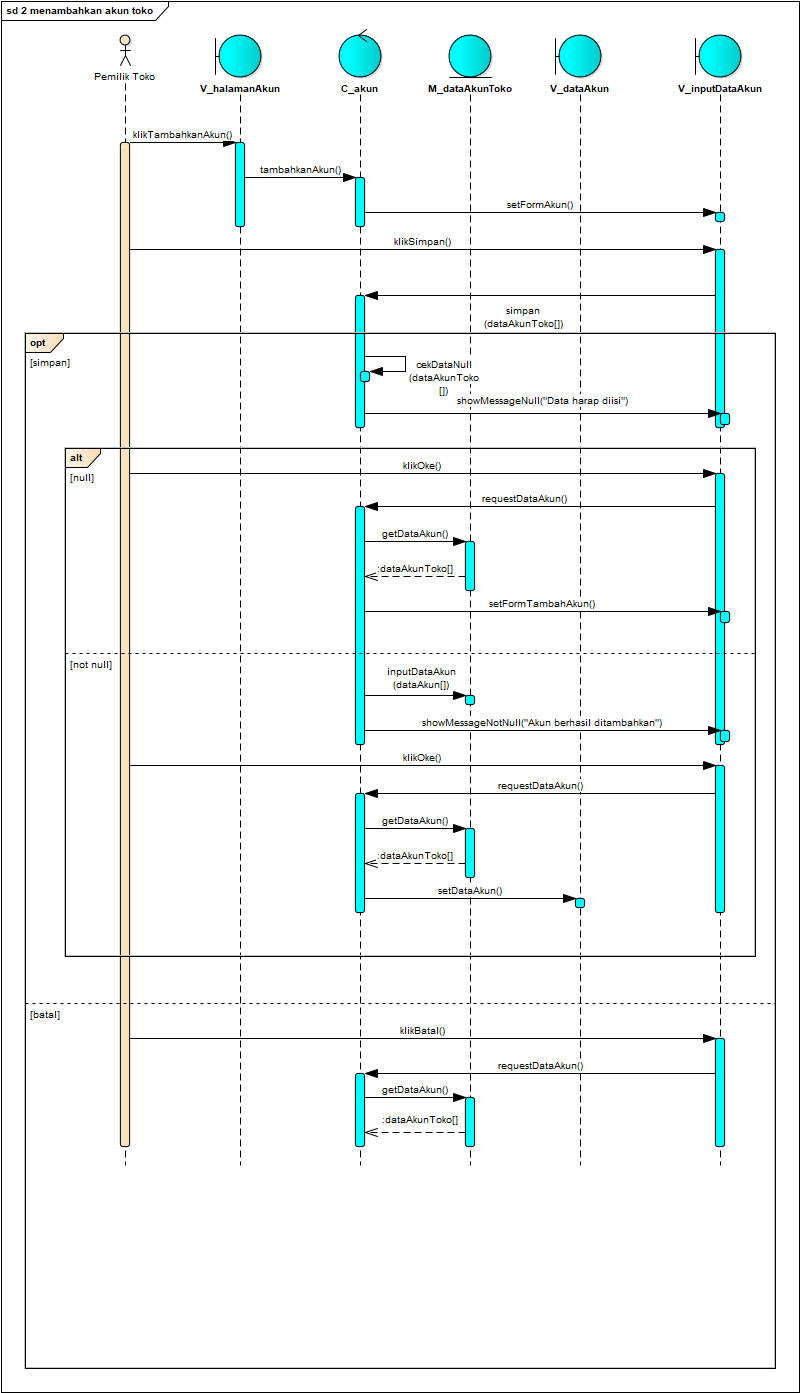 sd 2 menambahkan akun toko
Pemilik Toko
V_halamanAkun
C_akun
M_dataAkunToko
V_dataAkun
V_inputDataAkun
klikTambahkanAkun()
tambahkanAkun()
setFormAkun()
klikSimpan()
simpan
(dataAkunToko[])
opt
[simpan]
cekDataNull
(dataAkunToko
[])
showMessageNull("Data harap diisi")
alt
klikOke()
[null]
requestDataAkun()
getDataAkun()
:dataAkunToko[]
setFormTambahAkun()
[not null]
inputDataAkun
(dataAkun[])
showMessageNotNull("Akun berhasil ditambahkan")
klikOke()
requestDataAkun()
getDataAkun()
:dataAkunToko[]
setDataAkun()
[batal]
klikBatal()
requestDataAkun()
getDataAkun()
:dataAkunToko[]